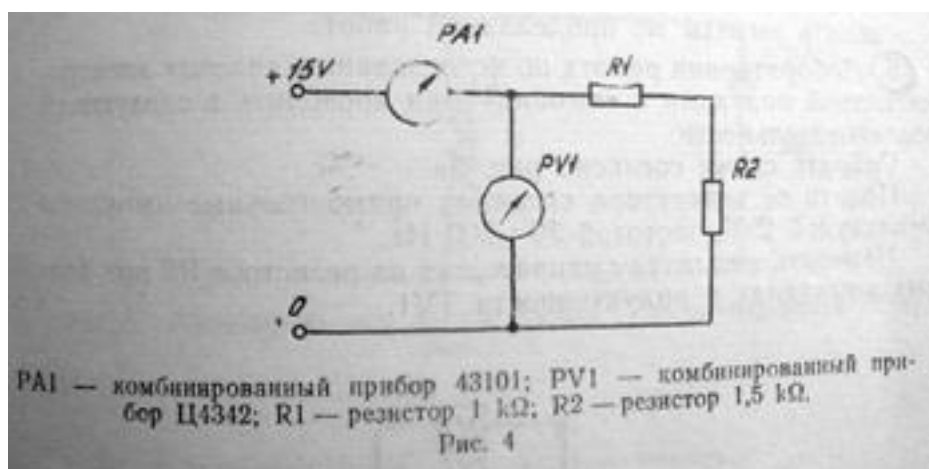 PA1
+ 15V
R1
PV1
R2
0
PA1 — комбинированный прибор 43101; PV1 — комбинированный при-
бор Ц4342; R1 — резистор 1 kΩ; R2 — резистор 1,5 kΩ.
Рис. 4